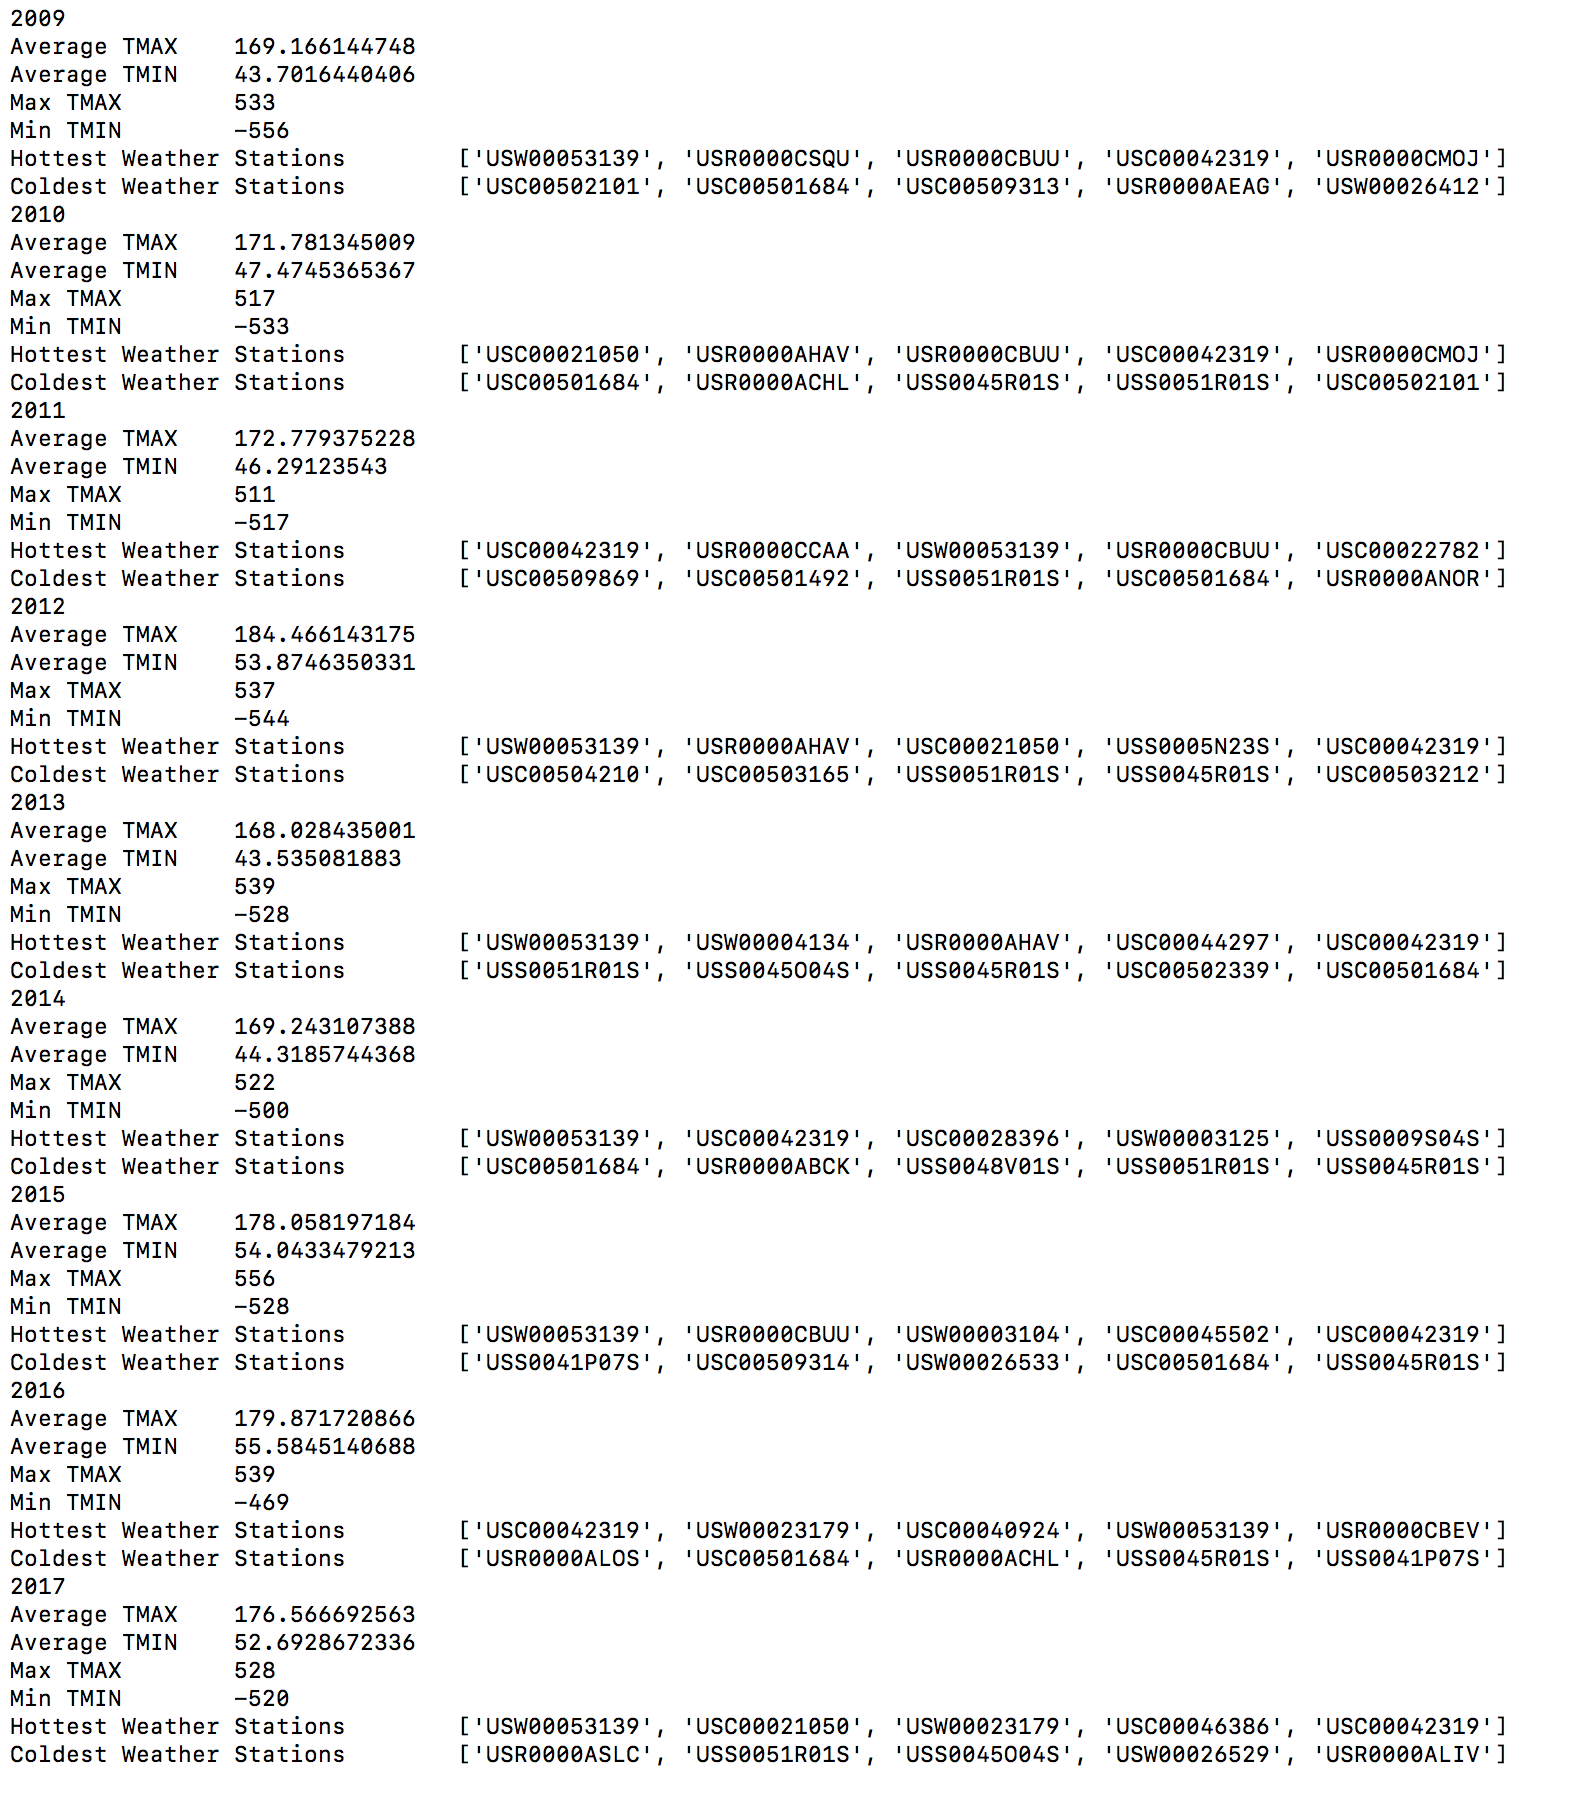 2009
Average TMAX    169.166144748
Average TMIN    43.7016440406
Max TMAX        533
Min TMIN        -556
Hottest Weather Stations        ['USW00053139', 'USR0000CSQU', 'USR0000CBUU', 'USC00042319', 'USR0000CMOJ']
Coldest Weather Stations        ['USC00502101', 'USC00501684', 'USC00509313', 'USR0000AEAG', 'USW00026412']
2010
Average TMAX    171.781345009
Average TMIN    47.4745365367
Max TMAX        517
Min TMIN        -533
Hottest Weather Stations        ['USC00021050', 'USR0000AHAV', 'USR0000CBUU', 'USC00042319', 'USR0000CMOJ']
Coldest Weather Stations        ['USC00501684', 'USR0000ACHL', 'USS0045R01S', 'USS0051R01S', 'USC00502101']
2011
Average TMAX    172.779375228
Average TMIN    46.29123543
Max TMAX        511
Min TMIN        -517
Hottest Weather Stations        ['USC00042319', 'USR0000CCAA', 'USW00053139', 'USR0000CBUU', 'USC00022782']
Coldest Weather Stations        ['USC00509869', 'USC00501492', 'USS0051R01S', 'USC00501684', 'USR0000ANOR']
2012
Average TMAX    184.466143175
Average TMIN    53.8746350331
Max TMAX        537
Min TMIN        -544
Hottest Weather Stations        ['USW00053139', 'USR0000AHAV', 'USC00021050', 'USS0005N23S', 'USC00042319']
Coldest Weather Stations        ['USC00504210', 'USC00503165', 'USS0051R01S', 'USS0045R01S', 'USC00503212']
2013
Average TMAX    168.028435001
Average TMIN    43.535081883
Max TMAX        539
Min TMIN        -528
Hottest Weather Stations        ['USW00053139', 'USW00004134', 'USR0000AHAV', 'USC00044297', 'USC00042319']
Coldest Weather Stations        ['USS0051R01S', 'USS0045O04S', 'USS0045R01S', 'USC00502339', 'USC00501684']
2014
Average TMAX    169.243107388
Average TMIN    44.3185744368
Max TMAX        522
Min TMIN        -500
Hottest Weather Stations        ['USW00053139', 'USC00042319', 'USC00028396', 'USW00003125', 'USS0009S04S']
Coldest Weather Stations        ['USC00501684', 'USR0000ABCK', 'USS0048V01S', 'USS0051R01S', 'USS0045R01S']
2015
Average TMAX    178.058197184
Average TMIN    54.0433479213
Max TMAX        556
Min TMIN        -528
Hottest Weather Stations        ['USW00053139', 'USR0000CBUU', 'USW00003104', 'USC00045502', 'USC00042319']
Coldest Weather Stations        ['USS0041P07S', 'USC00509314', 'USW00026533', 'USC00501684', 'USS0045R01S']
2016
Average TMAX    179.871720866
Average TMIN    55.5845140688
Max TMAX        539
Min TMIN        -469
Hottest Weather Stations        ['USC00042319', 'USW00023179', 'USC00040924', 'USW00053139', 'USR0000CBEV']
Coldest Weather Stations        ['USR0000ALOS', 'USC00501684', 'USR0000ACHL', 'USS0045R01S', 'USS0041P07S']
2017
Average TMAX    176.566692563
Average TMIN    52.6928672336
Max TMAX        528
Min TMIN        -520
Hottest Weather Stations        ['USW00053139', 'USC00021050', 'USW00023179', 'USC00046386', 'USC00042319']
Coldest Weather Stations        ['USR0000ASLC', 'USS0051R01S', 'USS0045O04S', 'USW00026529', 'USR0000ALIV']